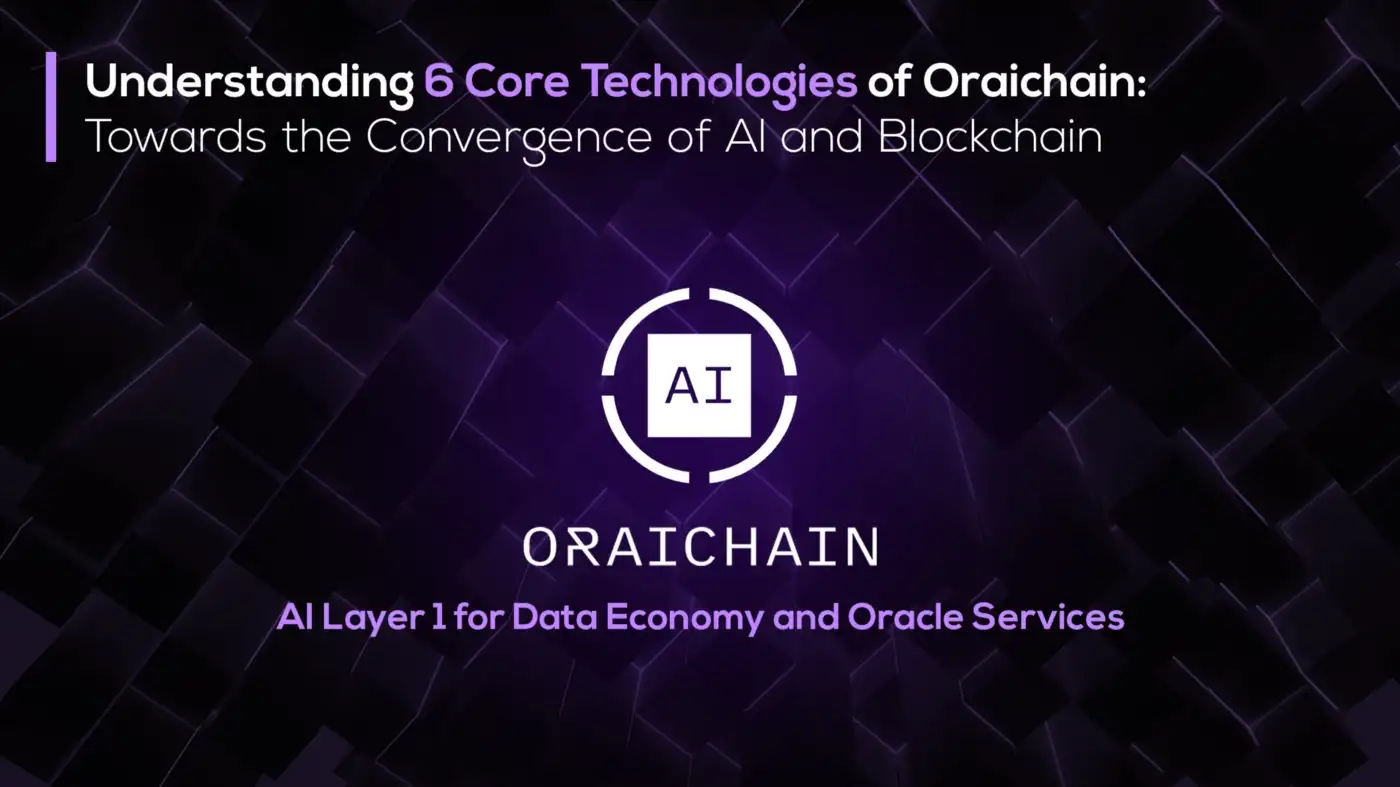 Understanding 6 Core Technologies of Oraichain:
Towards the Convergence of AI and Blockchain
AI
ORAICHAIN
AI Layer 1 for Data Economy and Oracle Services